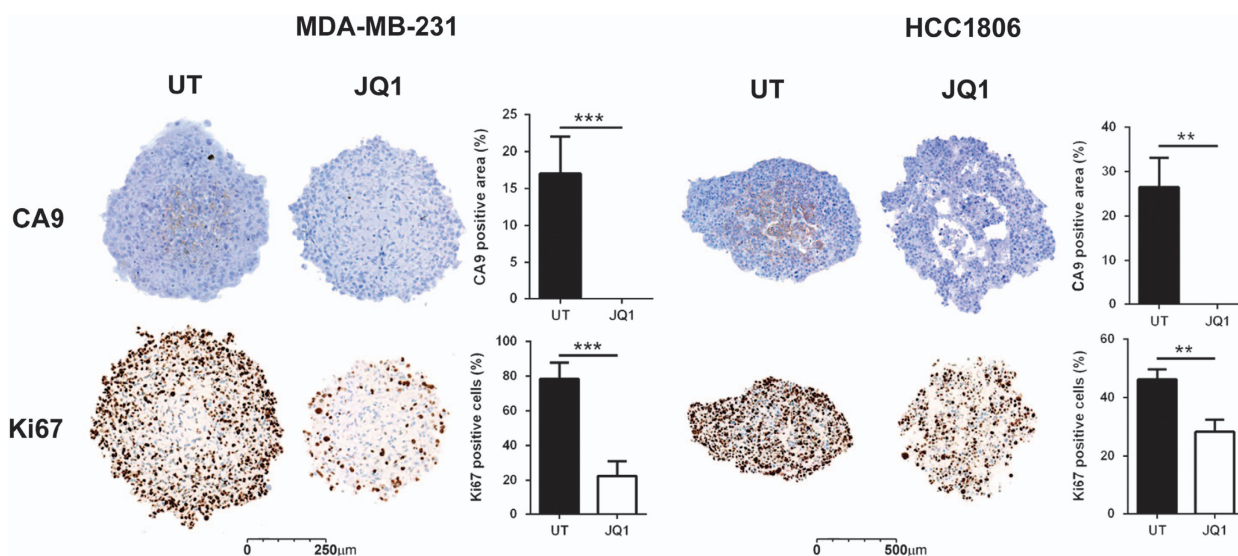 MDA-MB-231
HCC1806
UT
JQ1
UT
JQ1
CA9
CA9 positive area (%)
25
20
15
10
5
0
***
UT
JQ1
CA9 positive area (%)
40
30
20
10
0
**
UT
JQ1
Ki67
Ki67 positive cells (%)
100
80
60
40
20
0
***
UT
JQ1
Ki67 positive cells (%)
60
40
20
0
**
UT
JQ1
0
250μm
0
500μm